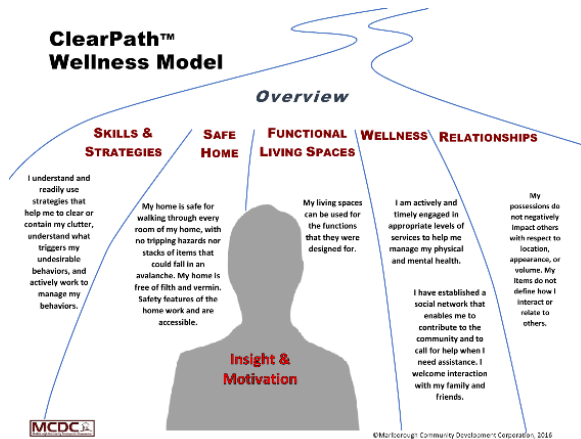 ClearPath™
Wellness Model
Overview
SKILLS &
STRATEGIES
SAFE
HOME
FUNCTIONAL
LIVING SPACES
WELLNESS
RELATIONSHIPS
I understand and
readily use
strategies that
help me to clear or
contain my clutter,
understand what
triggers my
undesirable
behaviors, and
actively work to
manage my
behaviors.
My home is safe for
walking through every
room of my home, with
no tripping hazards nor
stacks of items that
could fall in an
avalanche. My home is
free of filth and vermin.
Safety features of the
home work and are
accessible.
My living spaces
can be used for
the functions
that they were
designed for.
I am actively and
timely engaged in
appropriate levels of
services to help me
manage my physical
and mental health.
I have established a
social network that
enables me to
contribute to the
community and to
call for help when I
need assistance. I
welcome interaction
with my family and
friends.
My
possessions do
not negatively
impact others
with respect to
location,
appearance, or
volume. My
items do not
define how I
interact or
relate to
others.
Insight &
Motivation
MCDC
©Marlborough Community Development Corporation, 2016